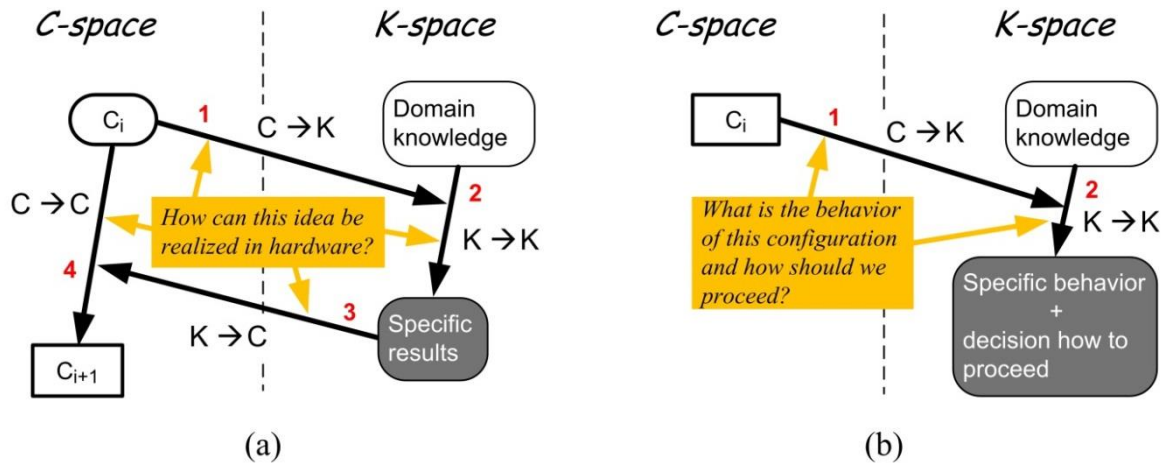 C-space
K-space
C-space
K-space
Ci
1
C → K
Domain
knowledge
2
K → K
C → C
How can this idea be
realized in hardware?
4
3
K → C
Specific
results
Ci+1
(a)
Ci
1
C → K
Domain
knowledge
2
K → K
What is the behavior
of this configuration
and how should we
proceed?
Specific behavior
+
decision how to
proceed
(b)